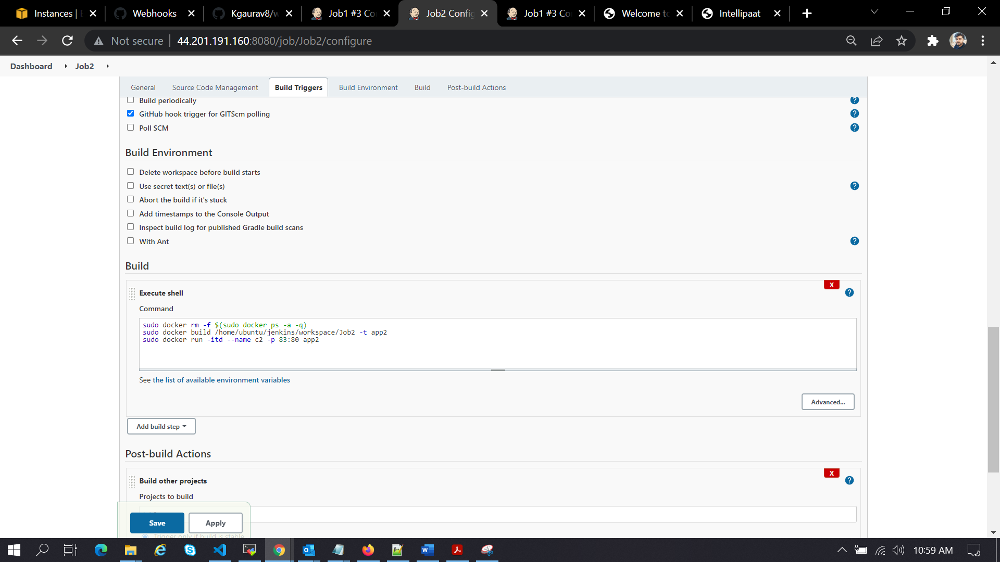 Instances |
Webhooks
Kgaurav8/w
Job1 #3 Co
Job2 Config
Job1 #3 Co
Welcome to
Intellipaat
Not secure
44.201.191.160:8080/job/Job2/configure
Dashboard
Job2
General
Source Code Management
Build Triggers
Build Environment
Build
Post-build Actions
Build periodically
GitHub hook trigger for GITScm polling
Poll SCM
Build Environment
Delete workspace before build starts
Use secret text(s) or file(s)
Abort the build if it's stuck
Add timestamps to the Console Output
Inspect build log for published Gradle build scans
With Ant
Build
X
Execute shell
Command
sudo docker rm -f $(sudo docker ps -a -q)
sudo docker build /home/ubuntu/jenkins/workspace/Job2 -t app2
sudo docker run -itd --name c2 -p 83:80 app2
See the list of available environment variables
Advanced...
Add build step
Post-build Actions
X
Build other projects
Projects to build
Save
Apply
Trigger only if build is stable
10:59 AM